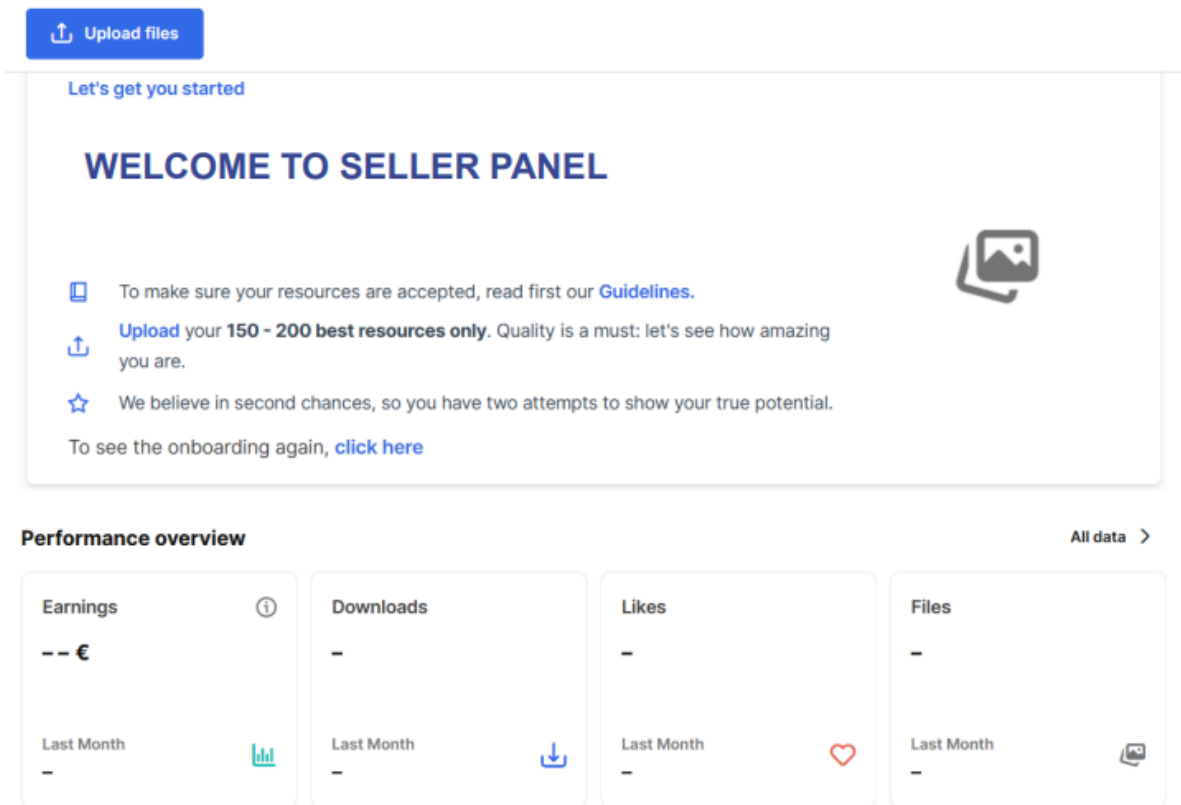 Upload files
Let's get you started
WELCOME TO SELLER PANEL
To make sure your resources are accepted, read first our Guidelines.
Upload your 150 - 200 best resources only. Quality is a must: let's see how amazing
you are.
We believe in second chances, so you have two attempts to show your true potential.
To see the onboarding again, click here
Performance overview
All data
Earnings
-- €
Last Month
-
Downloads
-
Last Month
-
Likes
-
Last Month
-
Files
-
Last Month
-